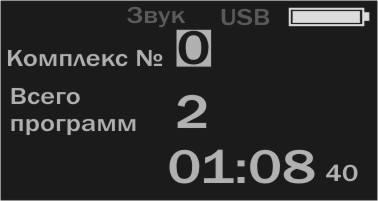 Звук USB
Комплекс № 0
Всего
программ 2
01:08 40